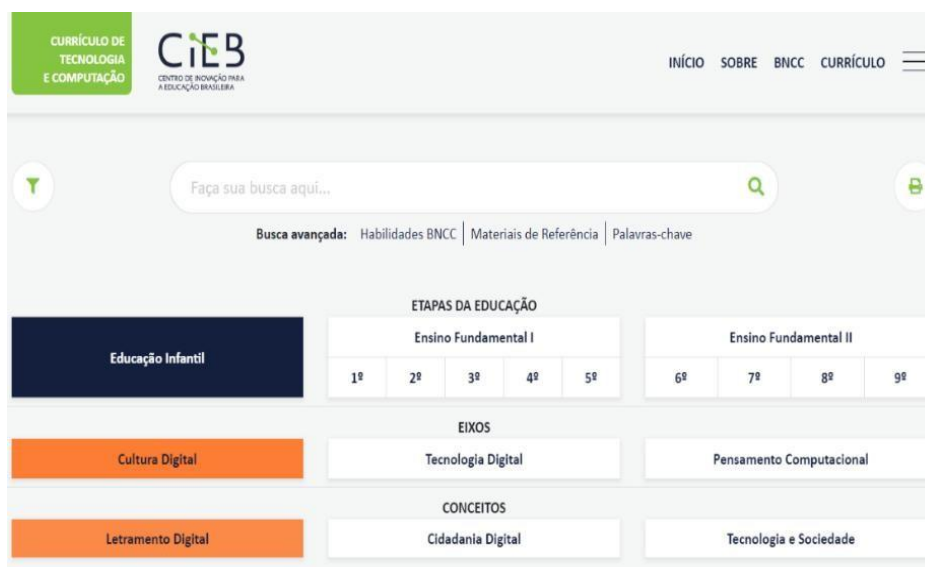 CURRÍCULO DE
TECNOLOGIA
E COMPUTAÇÃO
CiEB
CENTRO DE INOVAÇÃO PARA
A EDUCAÇÃO BRASILEIRA
INÍCIO SOBRE BNCC CURRÍCULO
Faça sua busca aqui...
Busca avançada: Habilidades BNCC | Materiais de Referência | Palavras-chave
ETAPAS DA EDUCAÇÃO
Educação Infantil
Ensino Fundamental I
1º 2º 3º 4º 5º
Ensino Fundamental II
6º 7º 8º 9º
EIXOS
Cultura Digital
Tecnologia Digital
Pensamento Computacional
CONCEITOS
Letramento Digital
Cidadania Digital
Tecnologia e Sociedade